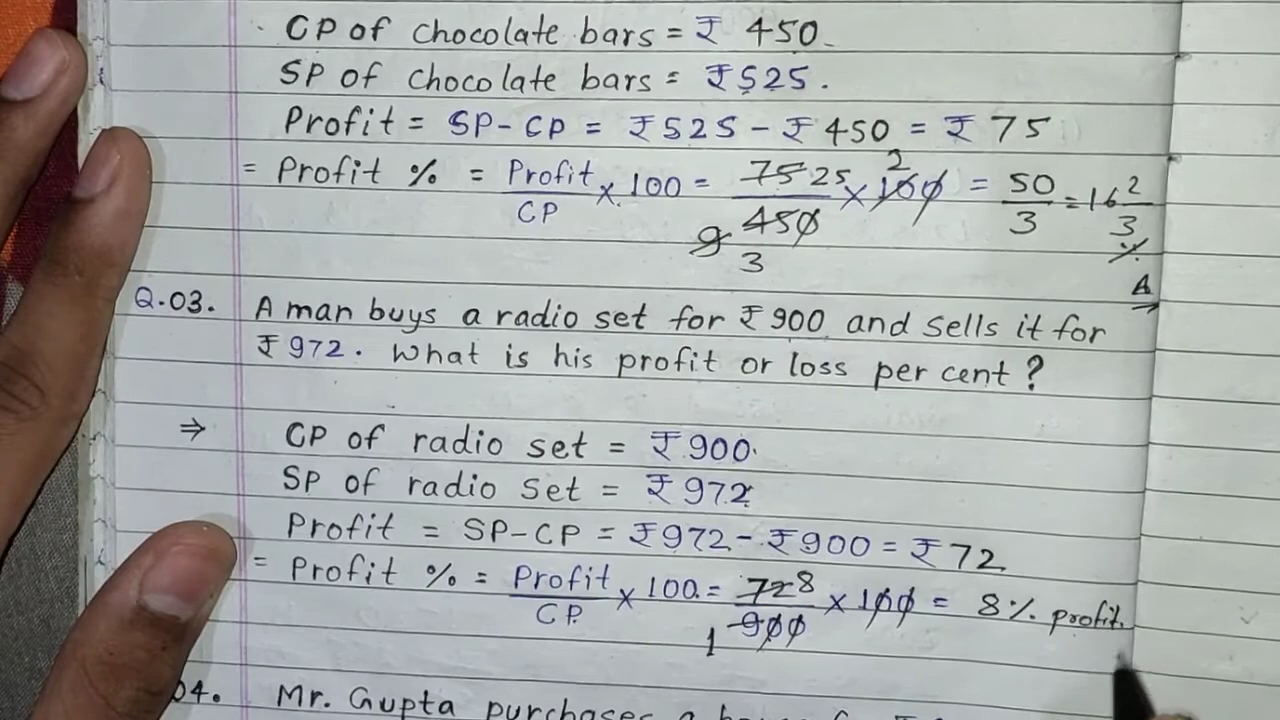 CP of chocolate bars = ₹ 450.
SP of chocolate bars = ₹525.
Profit = SP-CP = ₹525 - ₹450 = ₹75
= Profit % = Profit/CP × 100 = 75 25/450 9 3 × 100 2 = 50/3 = 16 2/3 %
A
Q.03. A man buys a radio set for ₹900 and sells it for
₹972. What is his profit or loss per cent?
⇒ CP of radio set = ₹900.
SP of radio set = ₹972
Profit = SP-CP = ₹972 - ₹900 = ₹72
= Profit % = Profit/CP × 100 = 72 8/900 1 × 100 = 8% profit.
04. Mr. Gupta purchases a